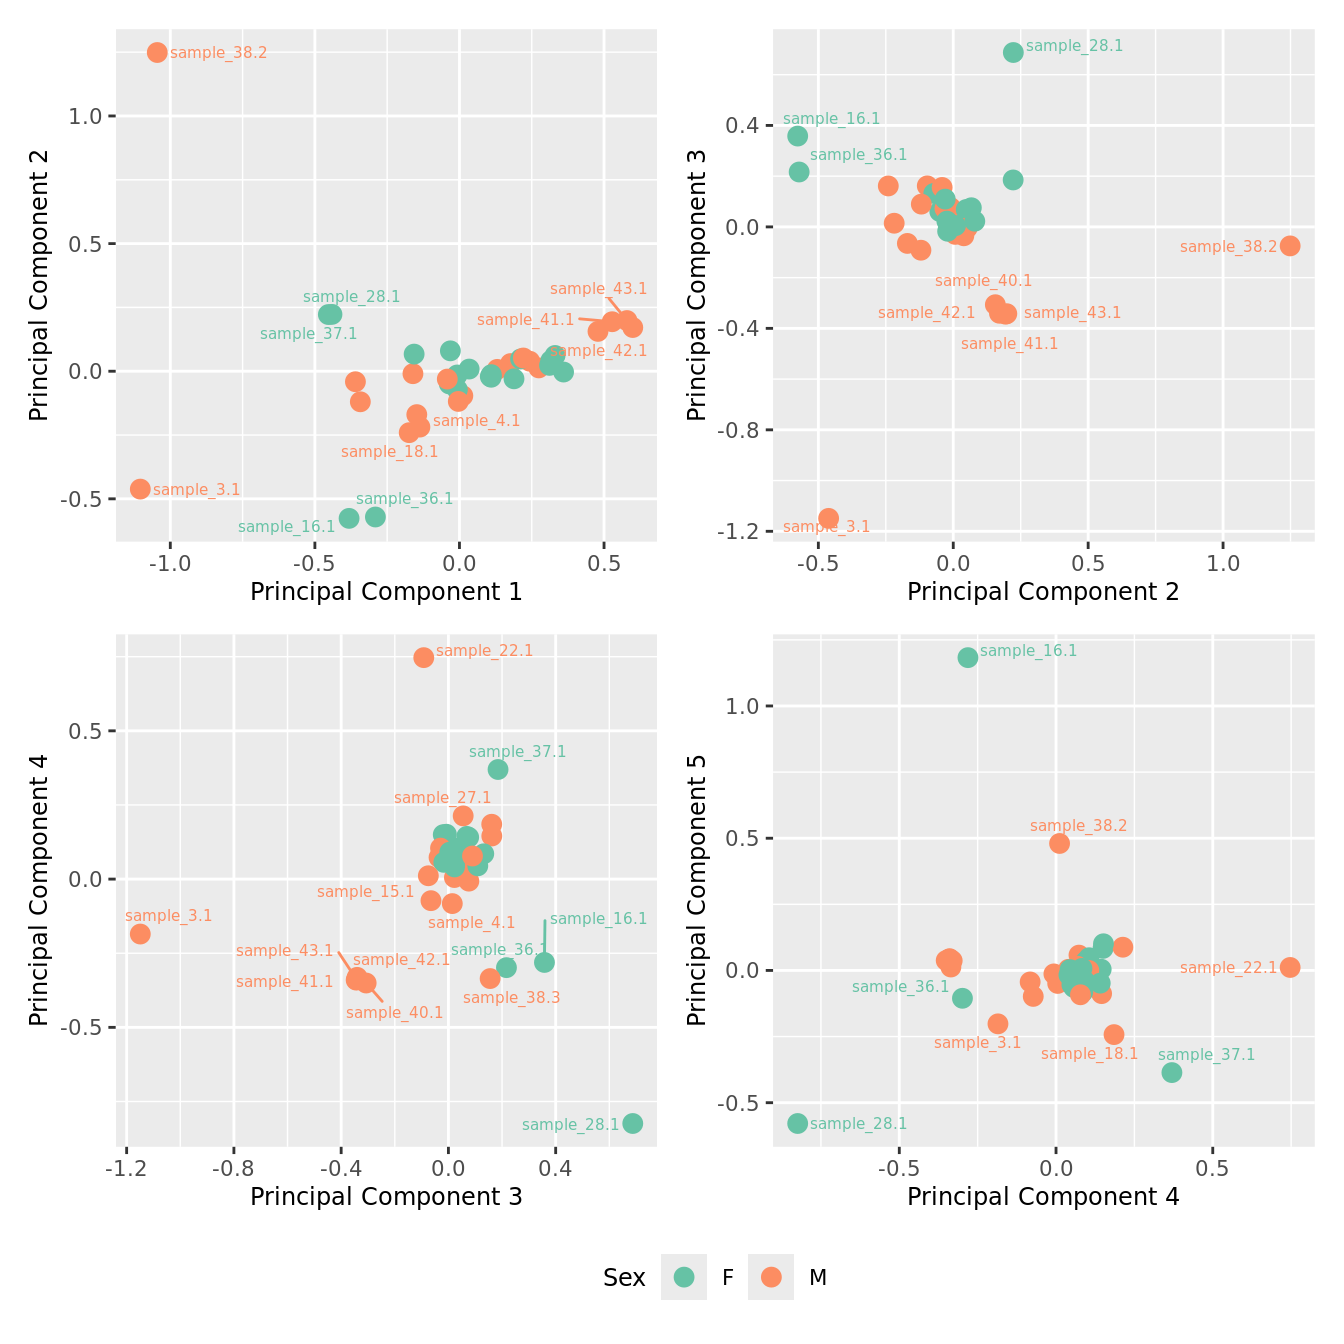 sample_38.2
1.0
Principal Component 2
0.5
sample_28.1
sample_43.1
sample_41.1
sample_37.1
sample_42.1
0.0
sample_4.1
sample_18.1
sample_3.1
sample_36.1
-0.5
sample_16.1
-1.0 -0.5 0.0 0.5
Principal Component 1
sample_28.1
0.4
sample_16.1
sample_36.1
Principal Component 3
0.0
sample_38.2
sample_40.1
sample_42.1
sample_43.1
-0.4
sample_41.1
-0.8
sample_3.1
-1.2
-0.5 0.0 0.5 1.0
Principal Component 2
sample_22.1
0.5
sample_37.1
Principal Component 4
sample_27.1
0.0
sample_15.1
sample_3.1
sample_4.1
sample_16.1
sample_43.1
sample_42.1
sample_36.1
sample_41.1
sample_38.3
sample_40.1
-0.5
sample_28.1
-1.2 -0.8 -0.4 0.0 0.4
Principal Component 3
sample_16.1
1.0
Principal Component 5
sample_38.2
0.5
0.0
sample_22.1
sample_36.1
sample_3.1
sample_18.1
sample_37.1
-0.5
sample_28.1
-0.5 0.0 0.5
Principal Component 4
Sex F M